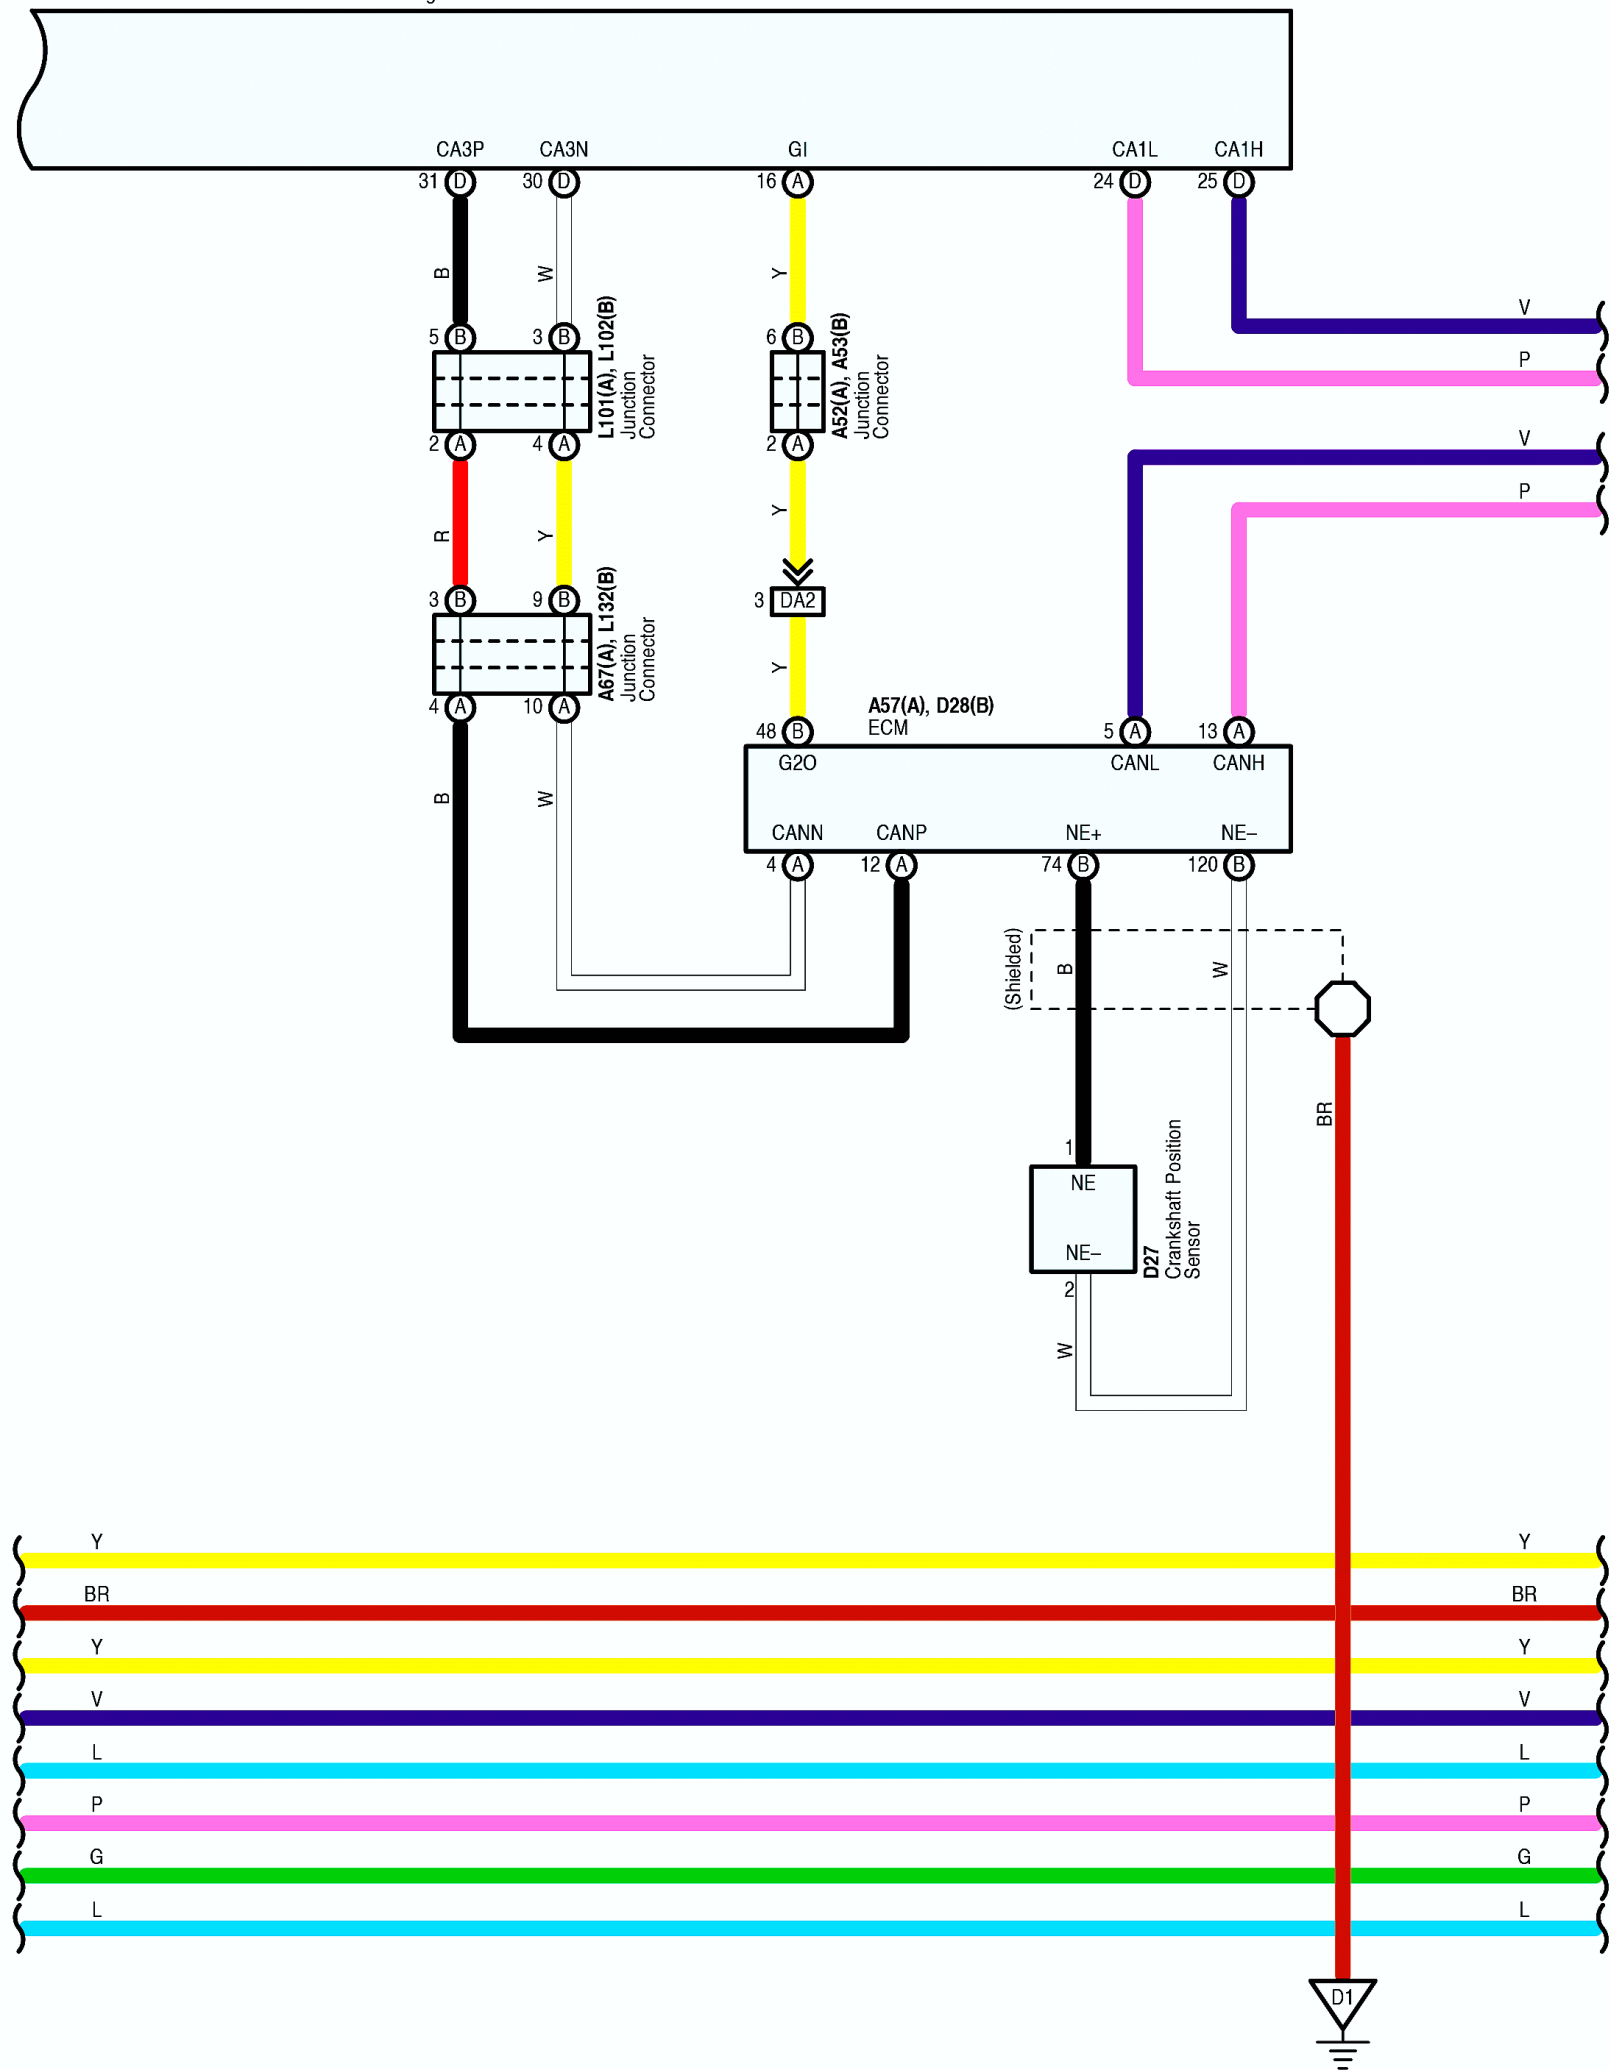 CA3P CA3N GI CA1L CA1H
31 D 30 D 16 A 24 D 25 D
B W Y
V
P
5 B 3 B 6 B
L101(A), L102(B)
Junction
Connector
A52(A), A53(B)
Junction
Connector
2 A 4 A 2 A
V
P
R Y Y
3 B 9 B 3 DA2
A67(A), L132(B)
Junction
Connector
Y
4 A 10 A
A57(A), D28(B)
ECM
48 B 5 A 13 A
G2O CANL CANH
B W
CANN CANP NE+ NE–
4 A 12 A 74 B 120 B
(Shielded)
B W
BR
1
NE
NE–
2
D27
Crankshaft Position
Sensor
W
Y Y
BR BR
Y Y
V V
L L
P P
G G
L L
D1